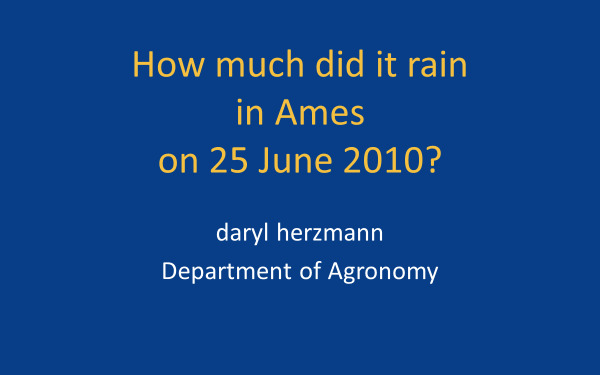 How much did it rain
in Ames
on 25 June 2010?
daryl herzmann
Department of Agronomy